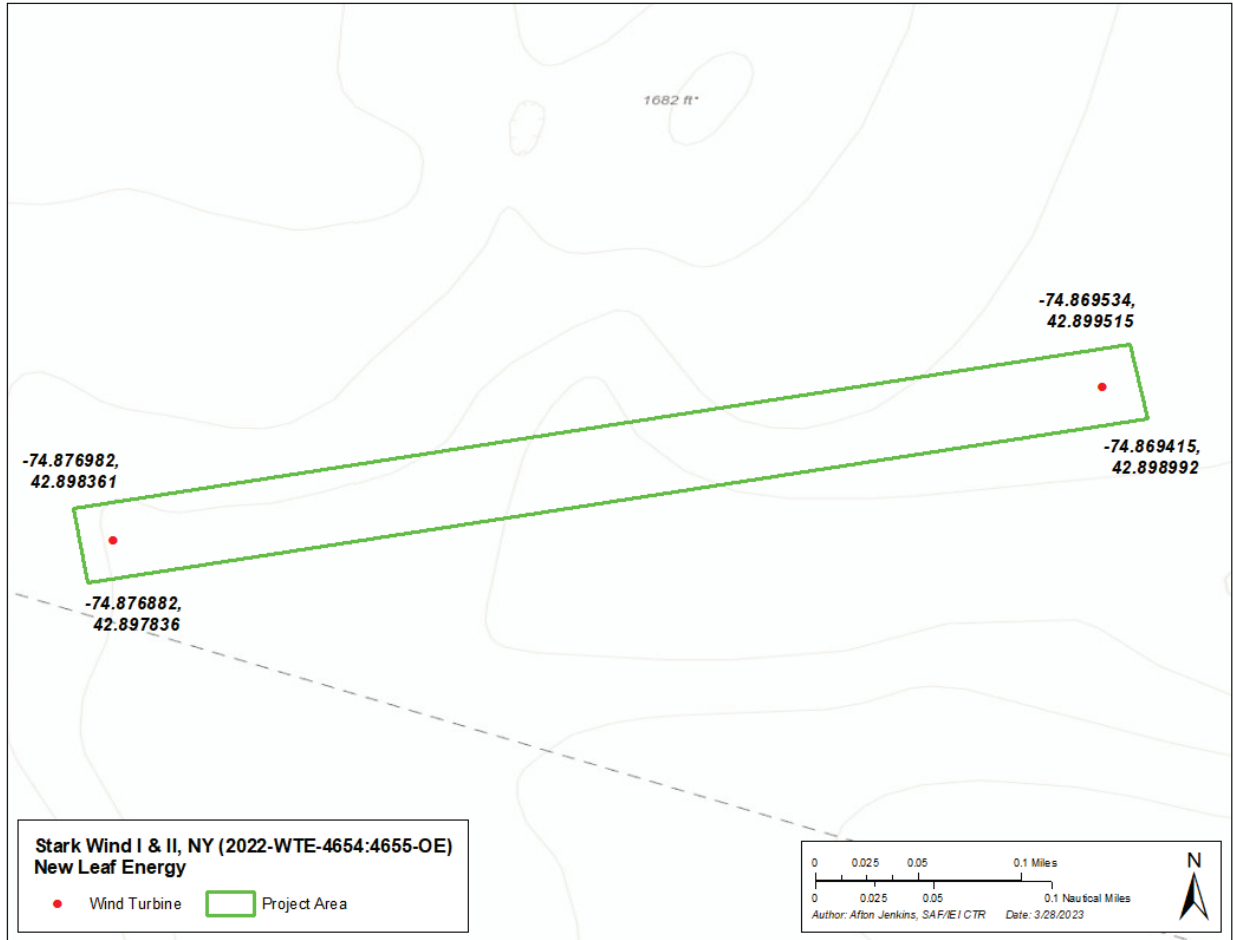 1682 ft
-74.869534,
42.899515
-74.876982,
42.898361
-74.869415,
42.898992
-74.876882,
42.897836
Stark Wind I & II, NY (2022-WTE-4654:4655-OE)
New Leaf Energy
Wind Turbine Project Area
0 0.025 0.05 0.1 Miles
0 0.025 0.05 0.1 Nautical Miles
Author: Afton Jenkins, SAF/IEI CTR Date: 3/28/2023
N